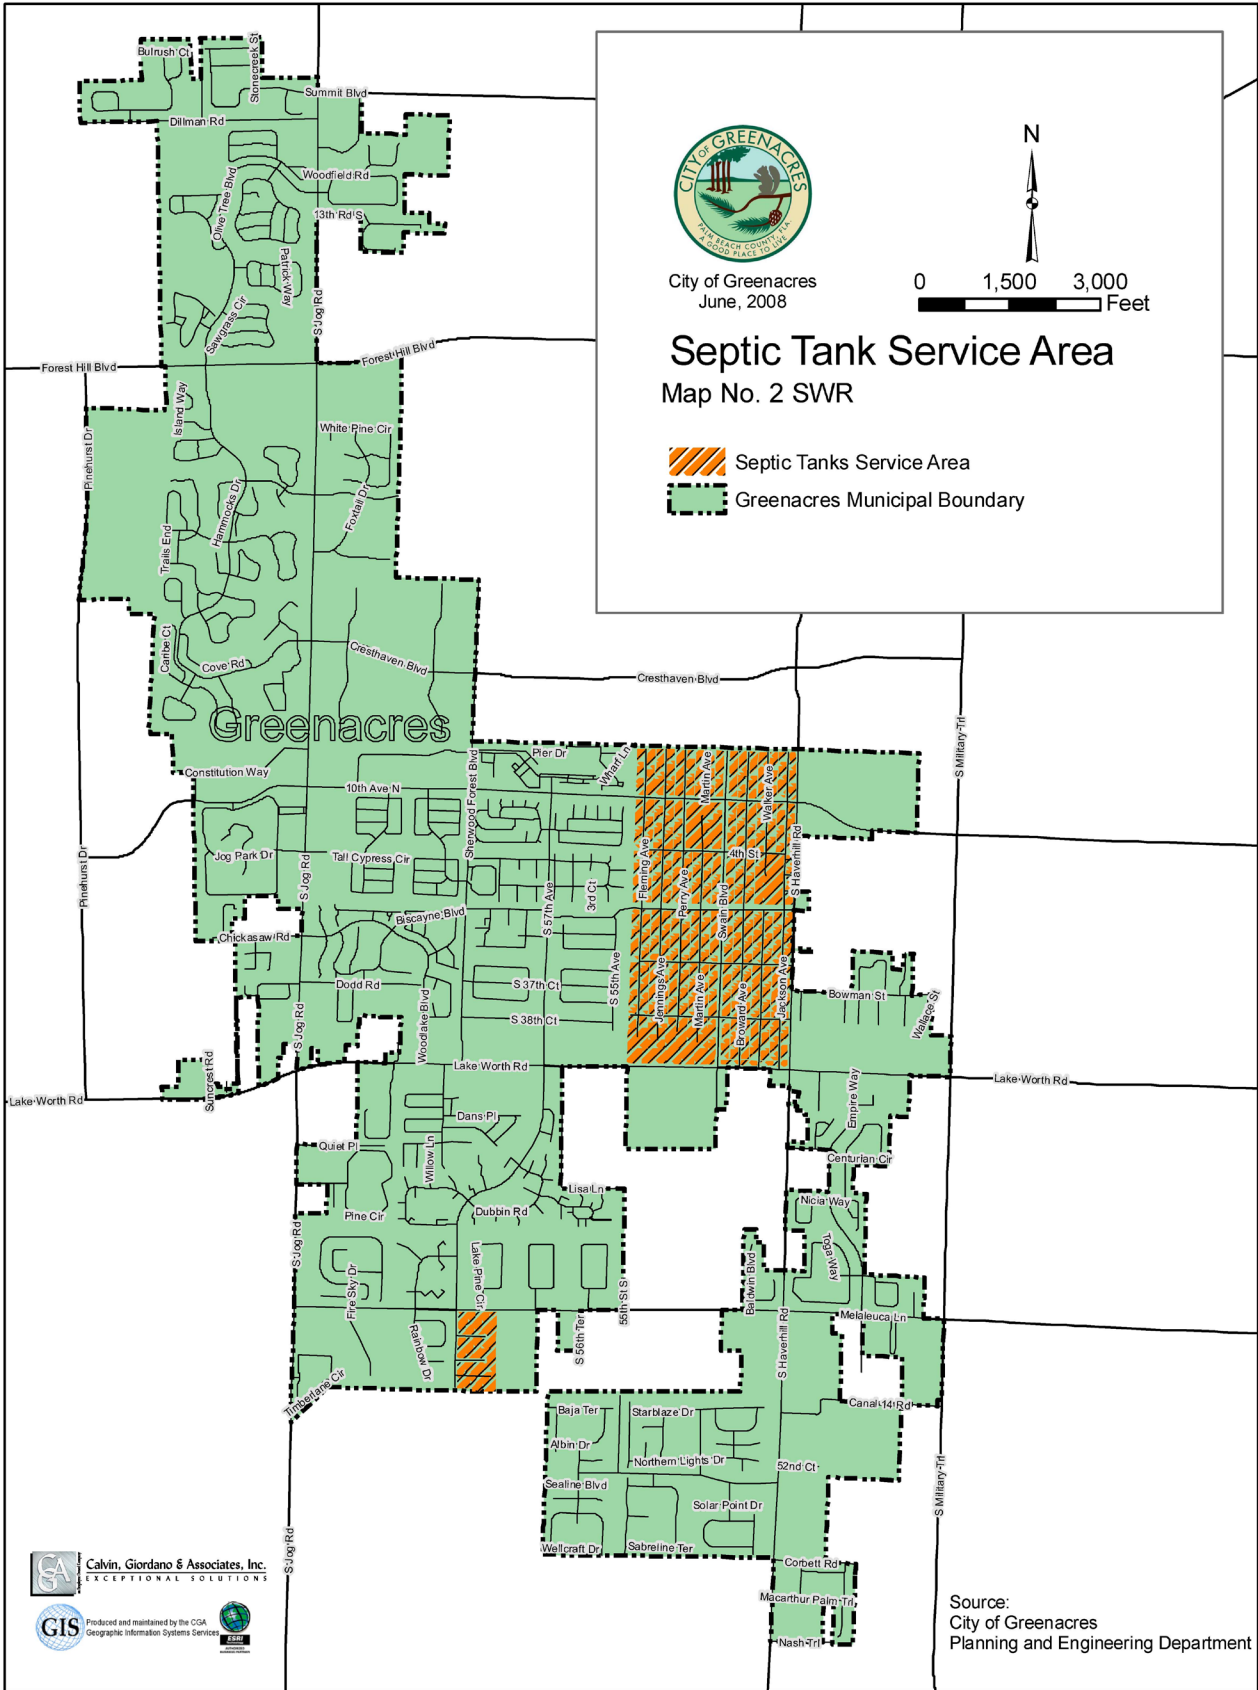 CITY OF GREENACRES
PALM BEACH COUNTY, FLA.
A GOOD PLACE TO LIVE
City of Greenacres
June, 2008
N
0 1,500 3,000
Feet
Septic Tank Service Area
Map No. 2 SWR
Septic Tanks Service Area
Greenacres Municipal Boundary
Bulrush Ct
Stonecreek St
Summit Blvd
Dillman Rd
Woodfield Rd
Olive Tree Blvd
13th Rd S
Patrick Way
S Jog Rd
Sawgrass Cir
Forest Hill Blvd
Forest Hill Blvd
Island Way
White Pine Cir
Pinehurst Dr
Hammocks Dr
Foxtail Dr
Trails End
Caribe Ct
Cove Rd
Cresthaven Blvd
Cresthaven Blvd
Greenacres
S Military Trl
Pier Dr
Wharf Ln
Constitution Way
10th Ave N
Sherwood Forest Blvd
Martin Ave
Walker Ave
S Haverhill Rd
Jog Park Dr
Tall Cypress Cir
4th St
Fleming Ave
Pinehurst Dr
S Jog Rd
Perry Ave
3rd Ct
S 57th Ave
Swain Blvd
Biscayne Blvd
Chickasaw Rd
Dodd Rd
S 37th Ct
S 55th Ave
Jennings Ave
Martin Ave
Broward Ave
Jackson Ave
Bowman St
Wallace St
S 38th Ct
S Jog Rd
Woodlake Blvd
Lake Worth Rd
Lake Worth Rd
Suncrest Rd
Lake Worth Rd
Empire Way
Dans Pl
Quiet Pl
Willow Ln
Centurian Cir
Lisa Ln
Nicia Way
Pine Cir
Dubbin Rd
S Jog Rd
Lake Pine Cir
Toga Way
Baldwin Blvd
Fire Sky Dr
55th St S
Melaleuca Ln
S 56th Ter
Rainbow Dr
S Haverhill Rd
Timberlane Cir
Canal 14 Rd
Baja Ter
Starblaze Dr
Albin Dr
Northern Lights Dr
52nd Ct
Sealine Blvd
Solar Point Dr
S Military Trl
Wellcraft Dr
Sabreline Ter
S Jog Rd
Corbett Rd
Macarthur Palm Trl
Nash Trl
CGA
Calvin, Giordano & Associates, Inc.
EXCEPTIONAL SOLUTIONS
GIS
Produced and maintained by the CGA
Geographic Information Systems Services
ESRI
Source:
City of Greenacres
Planning and Engineering Department